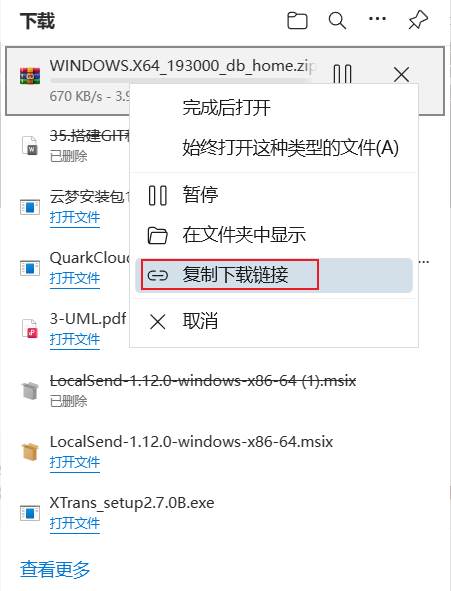 下载
WINDOWS.X64_193000_db_home.zip
670 KB/s - 3.9
完成后打开
始终打开这种类型的文件(A)
暂停
在文件夹中显示
复制下载链接
取消
35.搭建GIT
已删除
云梦安装包1
打开文件
QuarkCloud
...
打开文件
3-UML.pdf
打开文件
LocalSend-1.12.0-windows-x86-64 (1).msix
已删除
LocalSend-1.12.0-windows-x86-64.msix
打开文件
XTrans_setup2.7.0B.exe
打开文件
查看更多